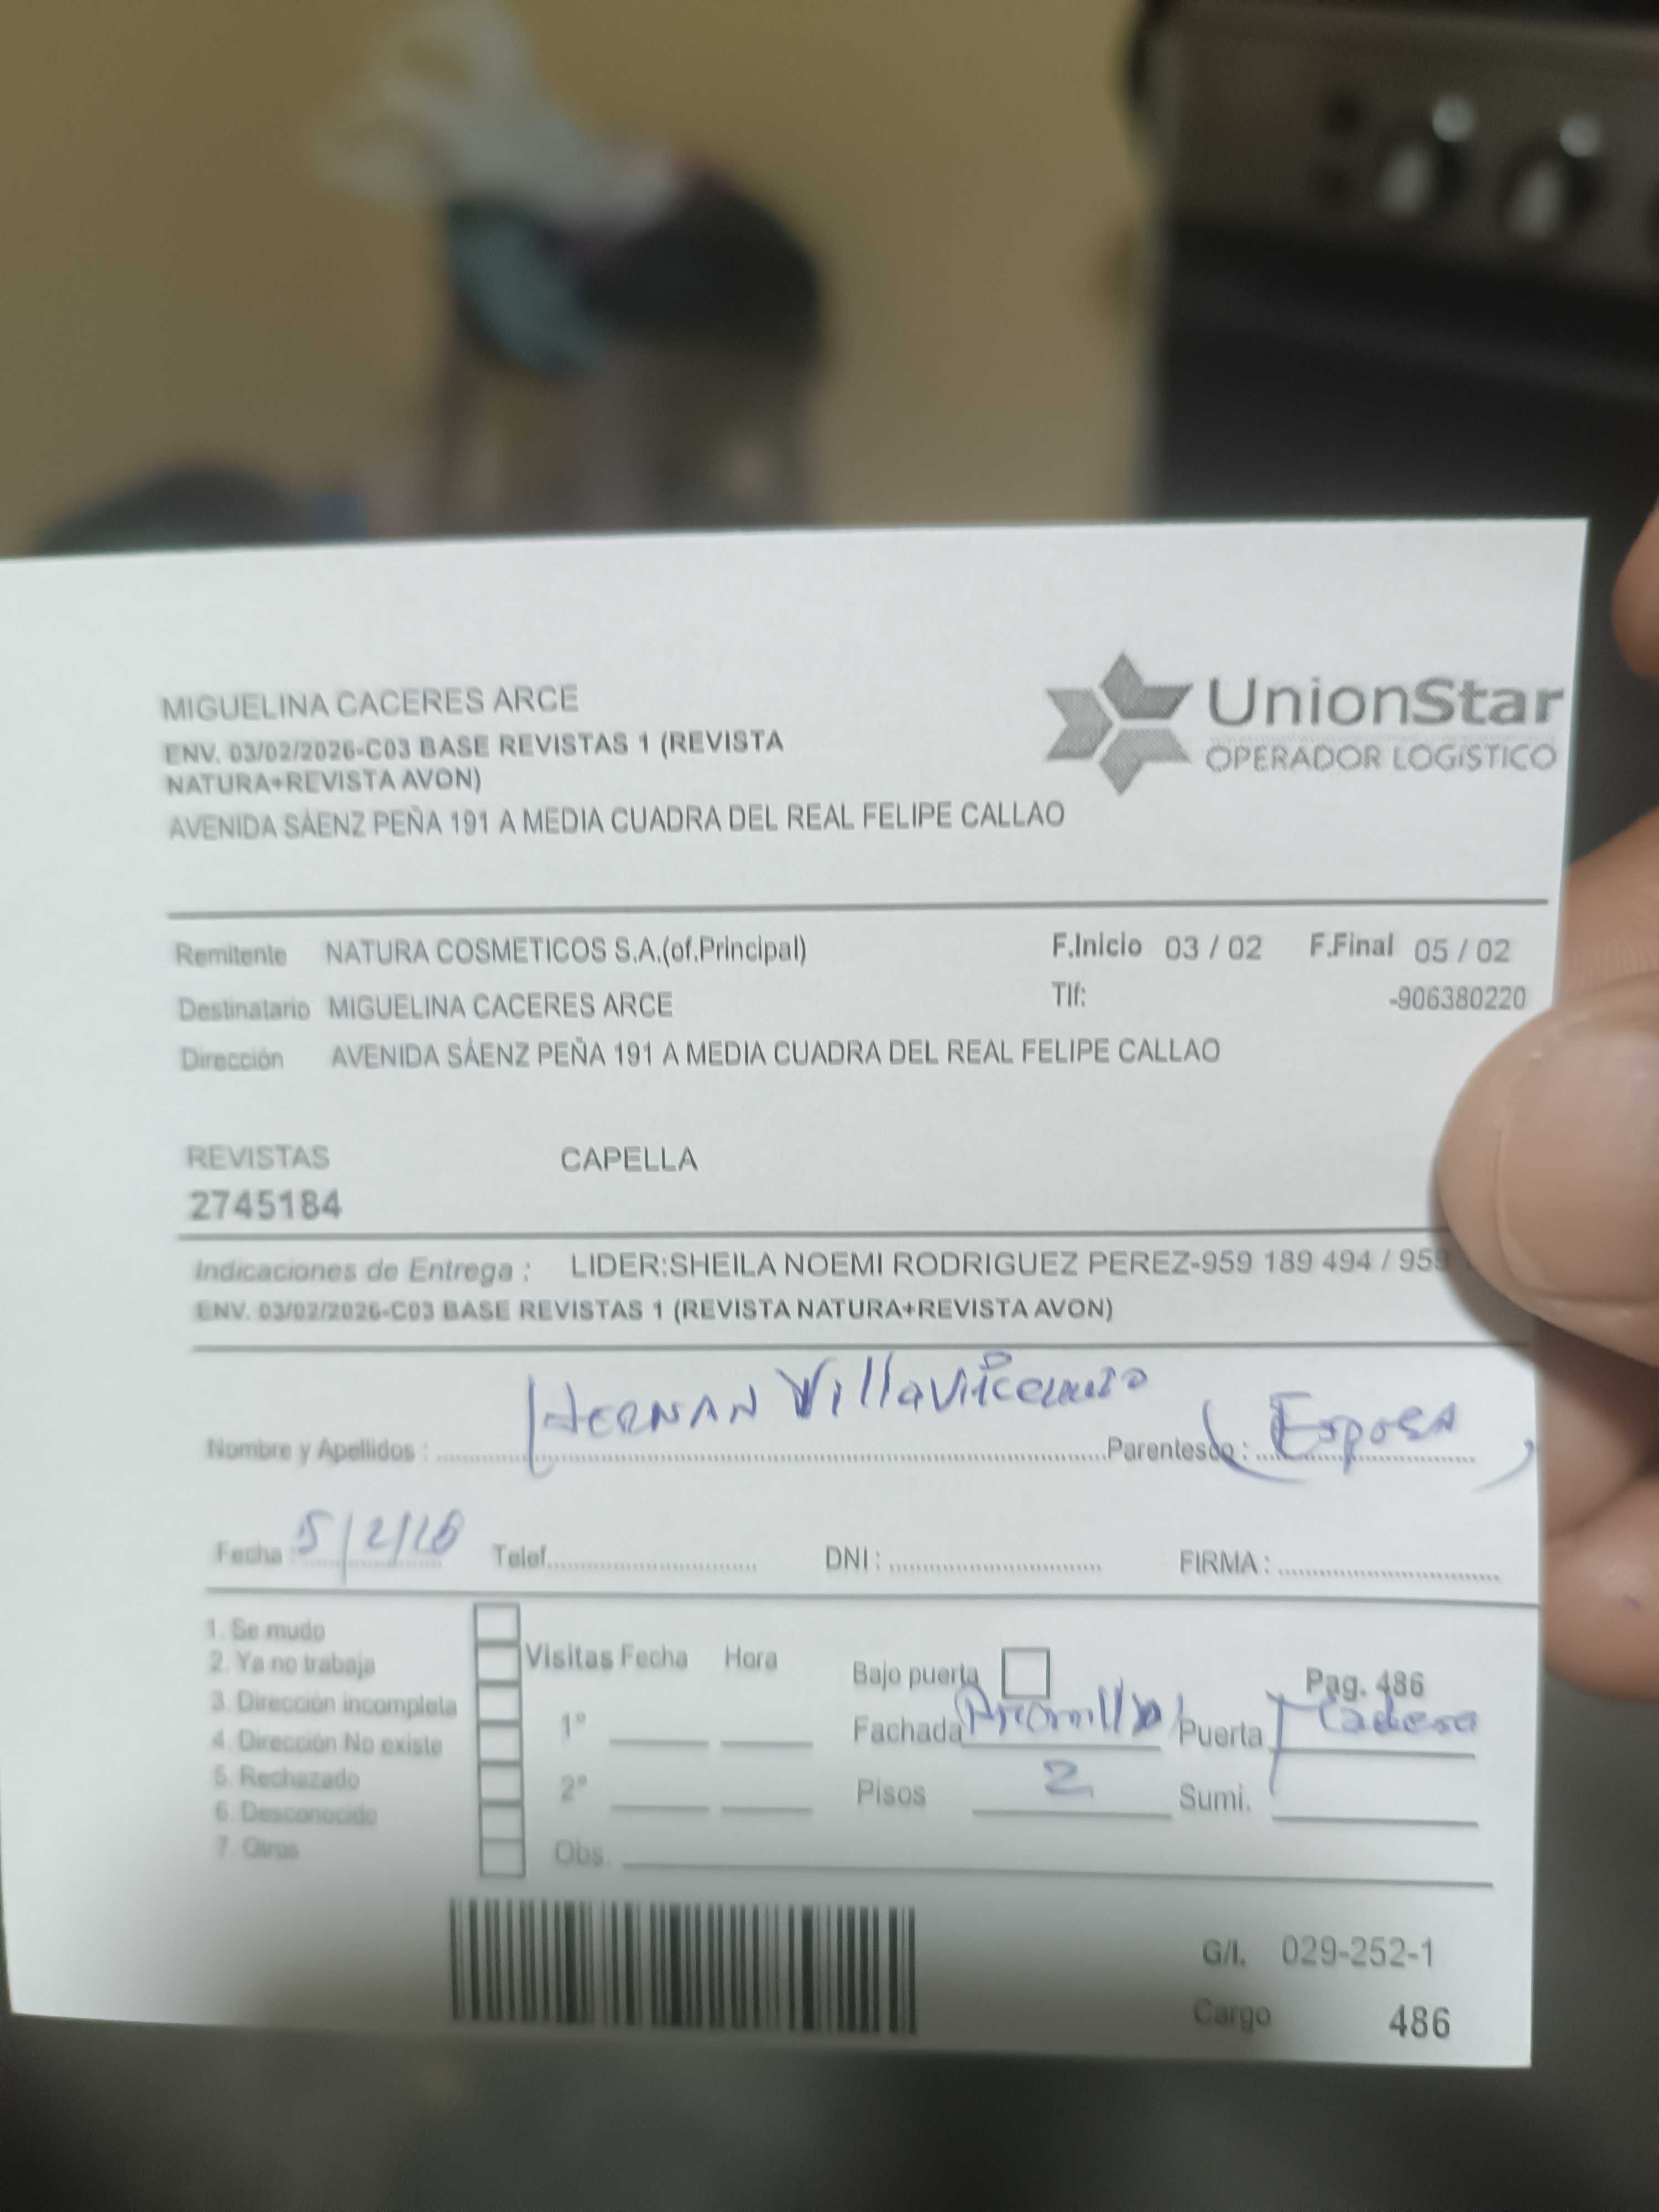 MIGUELINA CACERES ARCE
ENV. 03/02/2026-C03 BASE REVISTAS 1 (REVISTA
NATURA+REVISTA AVON)
AVENIDA SÁENZ PEÑA 191 A MEDIA CUADRA DEL REAL FELIPE CALLAO
UnionStar
OPERADOR LOGÍSTICO
Remitente NATURA COSMETICOS S.A.(of.Principal) F.Inicio 03 / 02 F.Final 05 / 02
Destinatario MIGUELINA CACERES ARCE Tlf: -906380220
Dirección AVENIDA SÁENZ PEÑA 191 A MEDIA CUADRA DEL REAL FELIPE CALLAO
REVISTAS CAPELLA
2745184
Indicaciones de Entrega : LIDER:SHEILA NOEMI RODRIGUEZ PEREZ-959 189 494 / 959
ENV. 03/02/2026-C03 BASE REVISTAS 1 (REVISTA NATURA+REVISTA AVON)
Nombre y Apellidos : HERNAN Villavicencio Parentesco : (Esposa)
Fecha : 5/2/26 Telef. DNI : FIRMA :
1. Se mudo
2. Ya no trabaja
3. Dirección incompleta
4. Dirección No existe
5. Rechazado
6. Desconocido
7. Otros
Visitas Fecha Hora
1º
2º
Obs.
Bajo puerta Pag. 486
Fachada Puerta Madera
Pisos 2 Sumi.
G/I. 029-252-1
Cargo 486